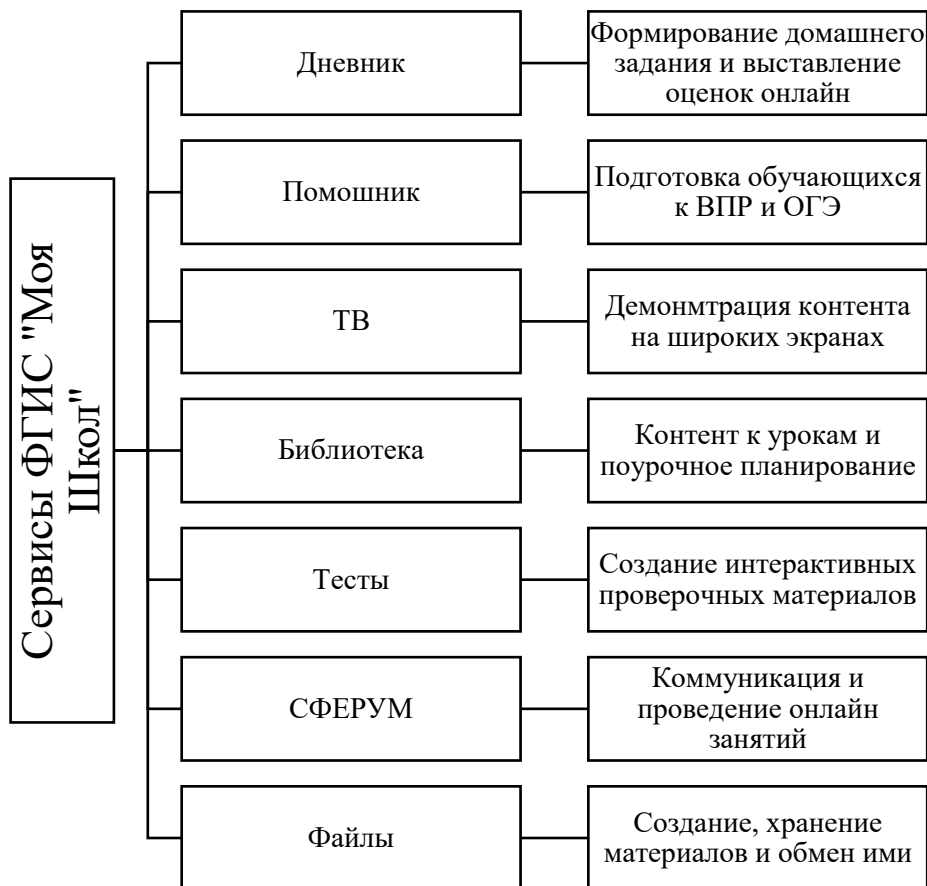 Сервисы ФГИС "Моя
Школ"
Дневник
Формирование домашнего
задания и выставление
оценок онлайн
Помошник
Подготовка обучающихся
к ВПР и ОГЭ
ТВ
Демонмтрация контента
на широких экранах
Библиотека
Контент к урокам и
поурочное планирование
Тесты
Создание интерактивных
проверочных материалов
СФЕРУМ
Коммуникация и
проведение онлайн
занятий
Файлы
Создание, хранение
материалов и обмен ими